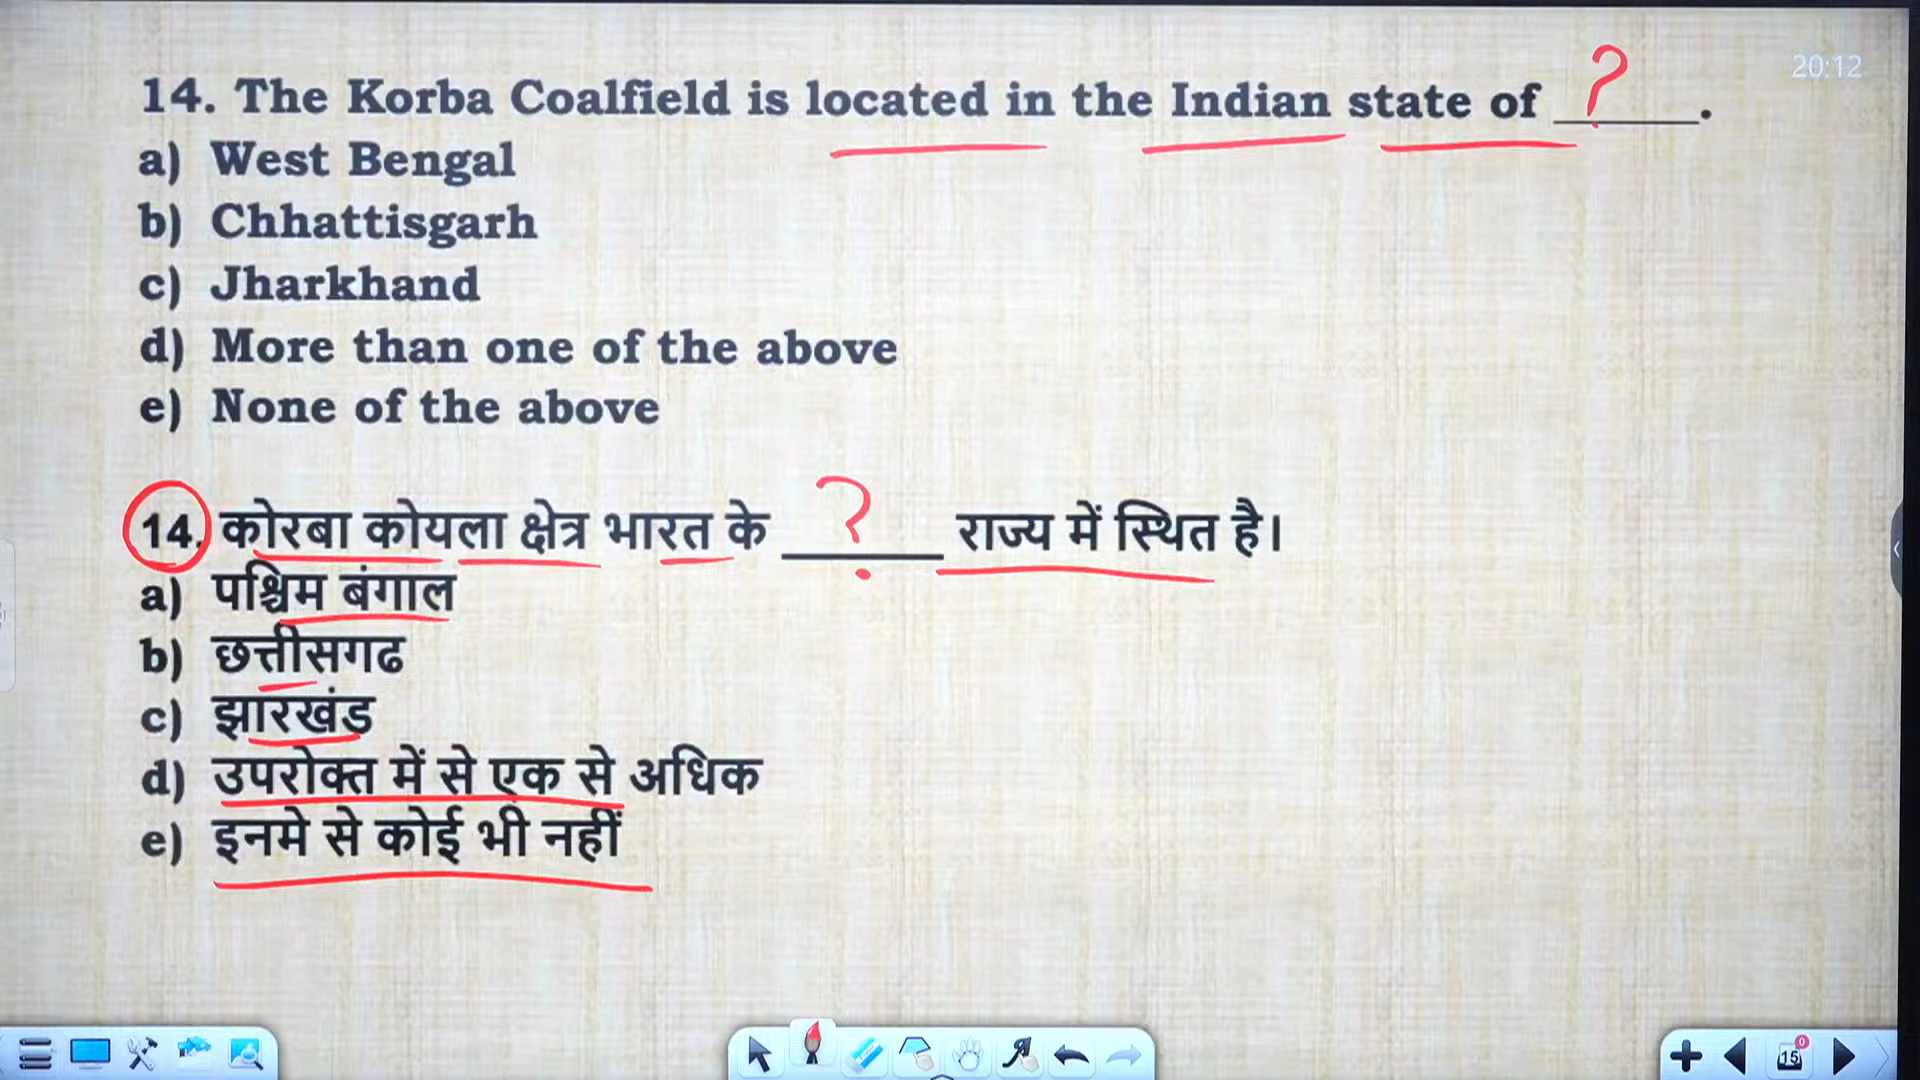 20:12
14. The Korba Coalfield is located in the Indian state of ______?.
a) West Bengal
b) Chhattisgarh
c) Jharkhand
d) More than one of the above
e) None of the above
14. कोरबा कोयला क्षेत्र भारत के ______? राज्य में स्थित है।
a) पश्चिम बंगाल
b) छत्तीसगढ
c) झारखंड
d) उपरोक्त में से एक से अधिक
e) इनमे से कोई भी नहीं
0
15